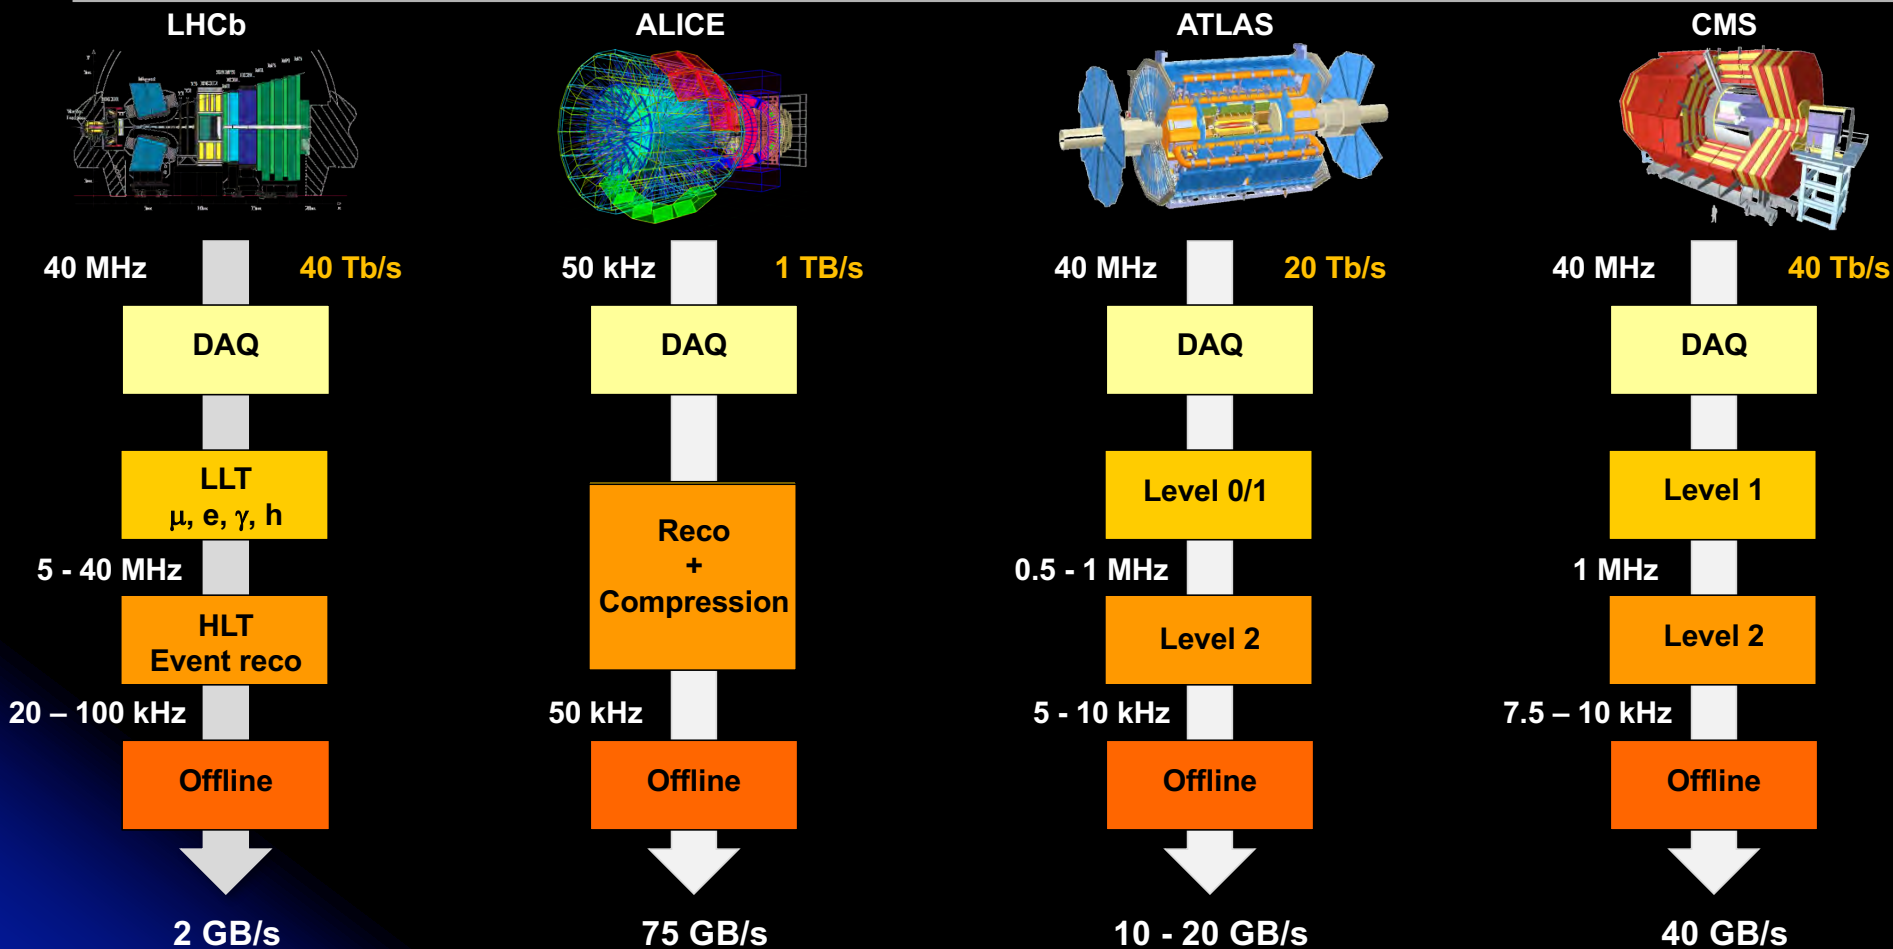 LHCb
ALICE
ATLAS
CMS
40 MHz
40 Tb/s
50 kHz
1 TB/s
40 MHz
20 Tb/s
40 MHz
40 Tb/s
DAQ
DAQ
DAQ
DAQ
LLT
μ, e, γ, h
Reco
+
Compression
Level 0/1
Level 1
5 - 40 MHz
0.5 - 1 MHz
1 MHz
HLT
Event reco
Level 2
Level 2
20 – 100 kHz
50 kHz
5 - 10 kHz
7.5 – 10 kHz
Offline
Offline
Offline
Offline
2 GB/s
75 GB/s
10 - 20 GB/s
40 GB/s